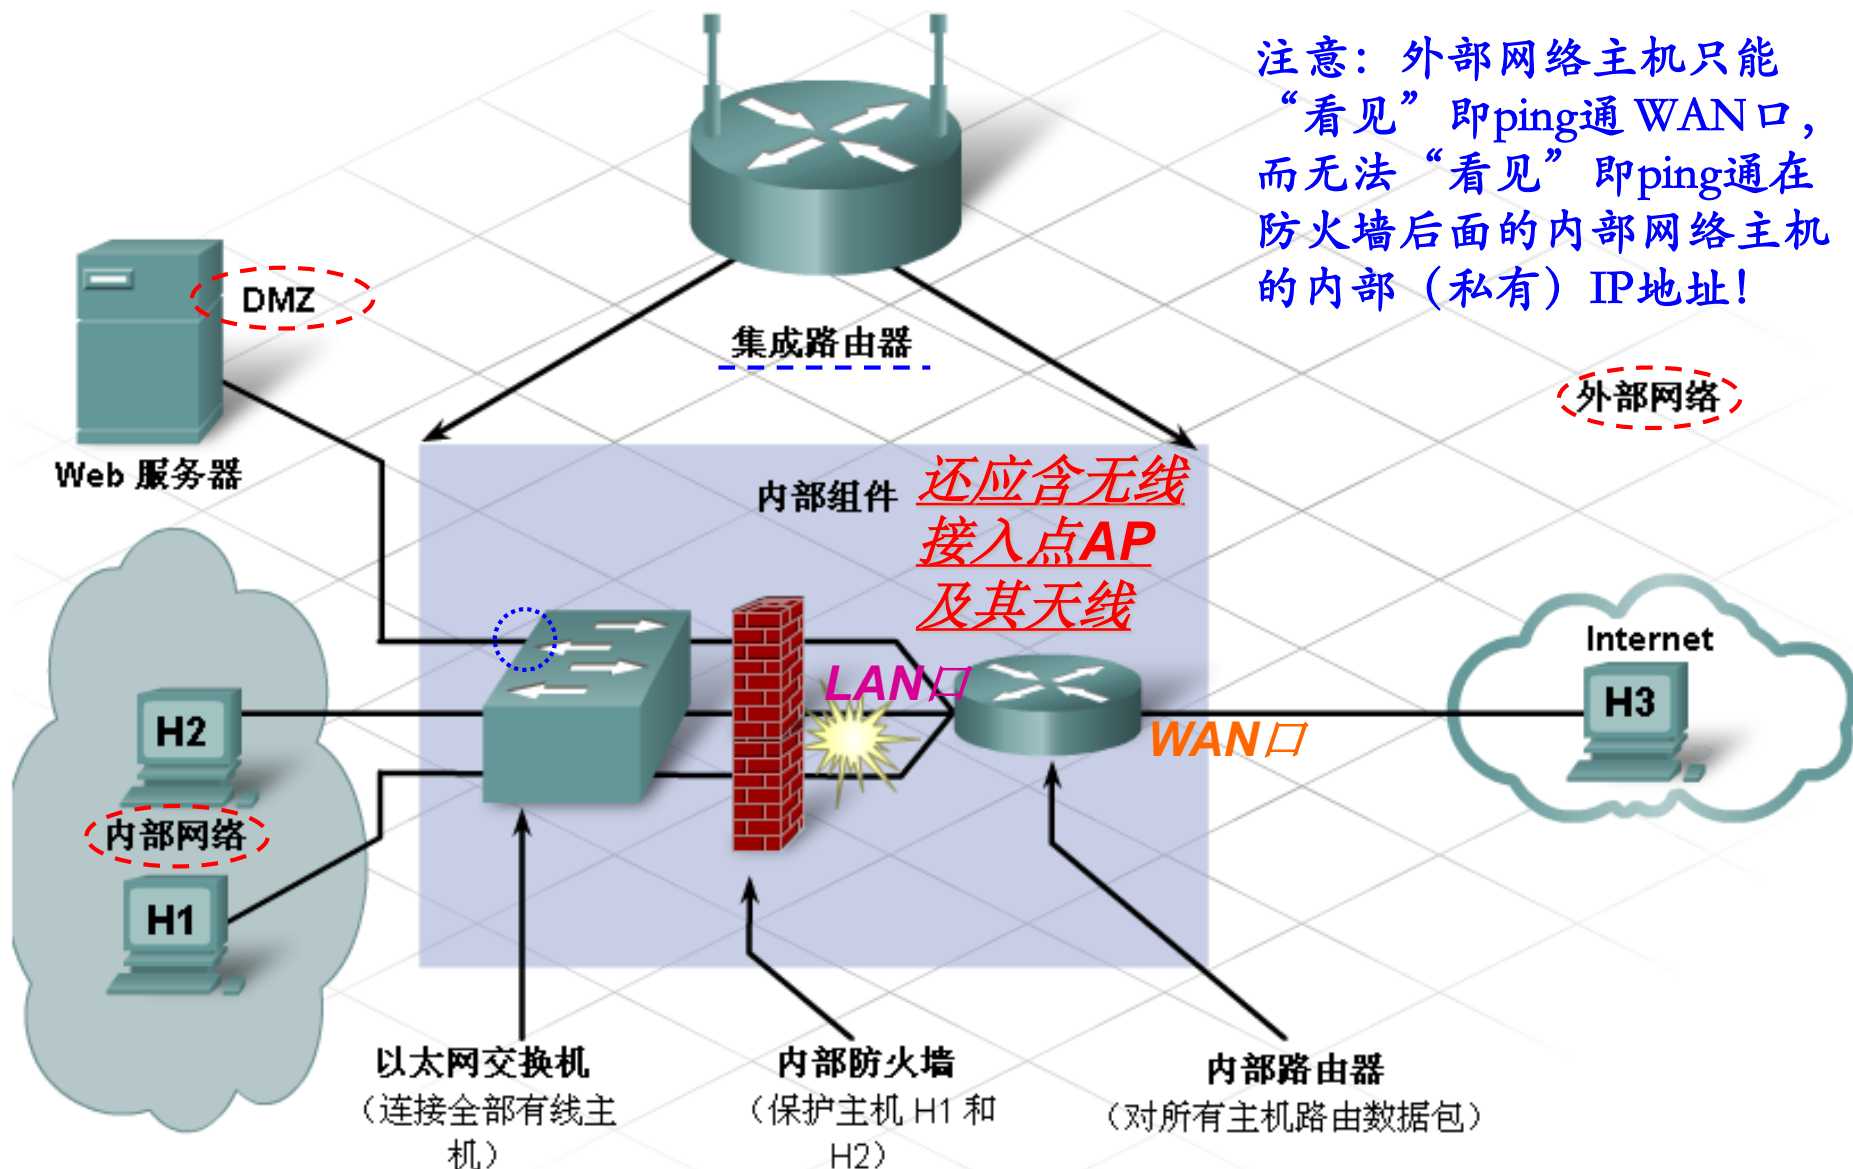 注意：外部网络主机只能
“看见”即ping通 WAN口，
而无法“看见”即ping通在
防火墙后面的内部网络主机
的内部（私有）IP地址！
DMZ
集成路由器
外部网络
Web 服务器
内部组件
还应含无线
接入点AP
及其天线
Internet
LAN口
H3
H2
WAN口
内部网络
H1
以太网交换机
（连接全部有线主
机）
内部防火墙
（保护主机 H1 和
H2）
内部路由器
（对所有主机路由数据包）